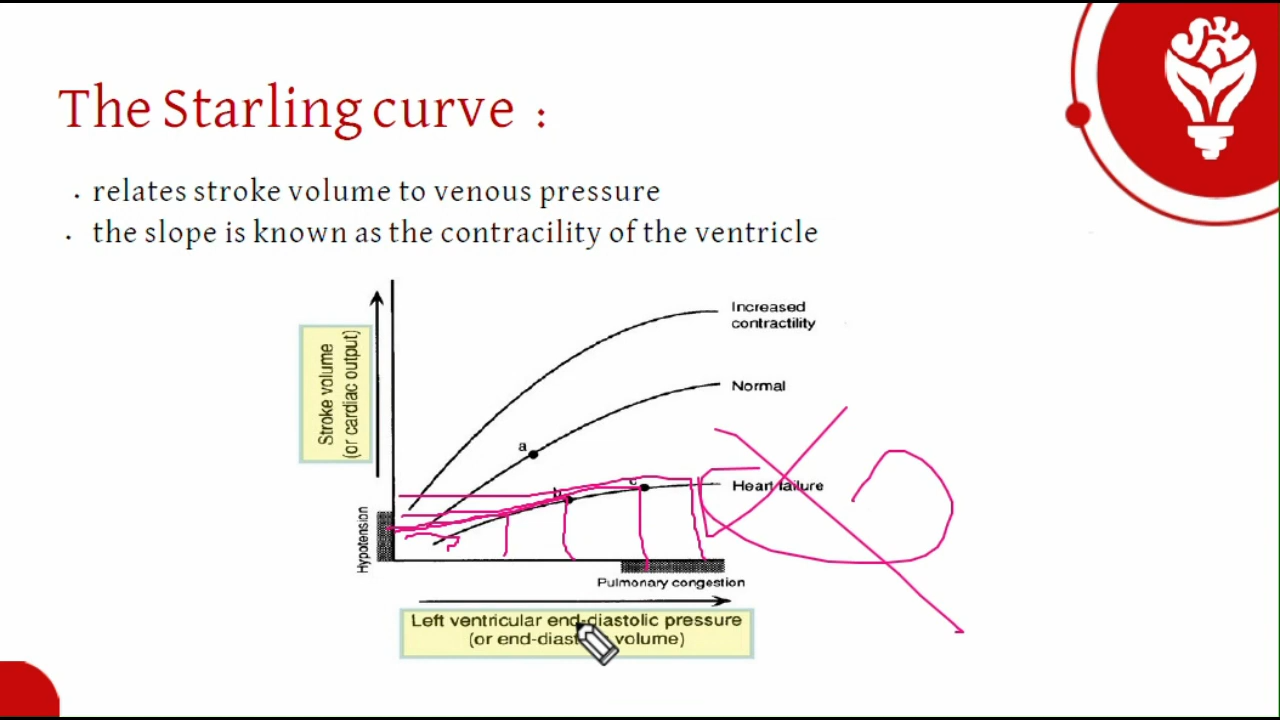 The Starling curve :
· relates stroke volume to venous pressure
· the slope is known as the contracility of the ventricle
Increased
contractility
Stroke volume
(or cardiac output)
Normal
a
b
c
Heart failure
Hypotension
Pulmonary congestion
Left ventricular end-diastolic pressure
(or end-diast volume)